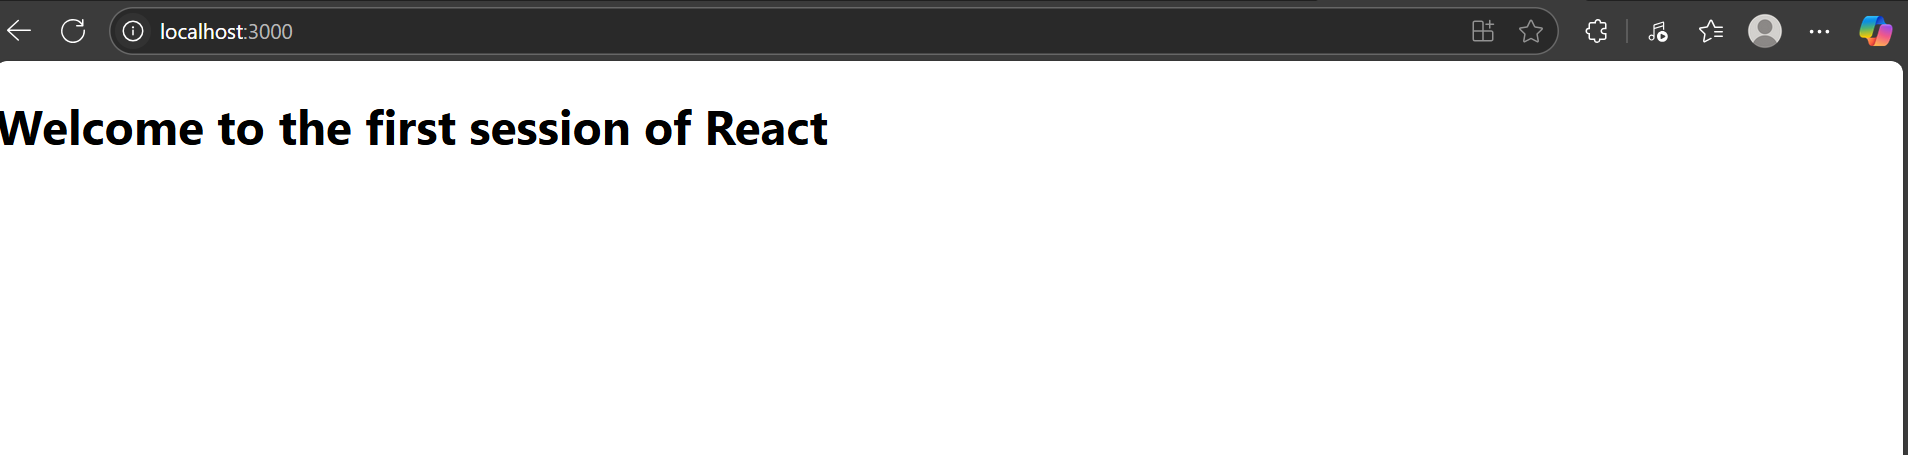 localhost:3000
Welcome to the first session of React